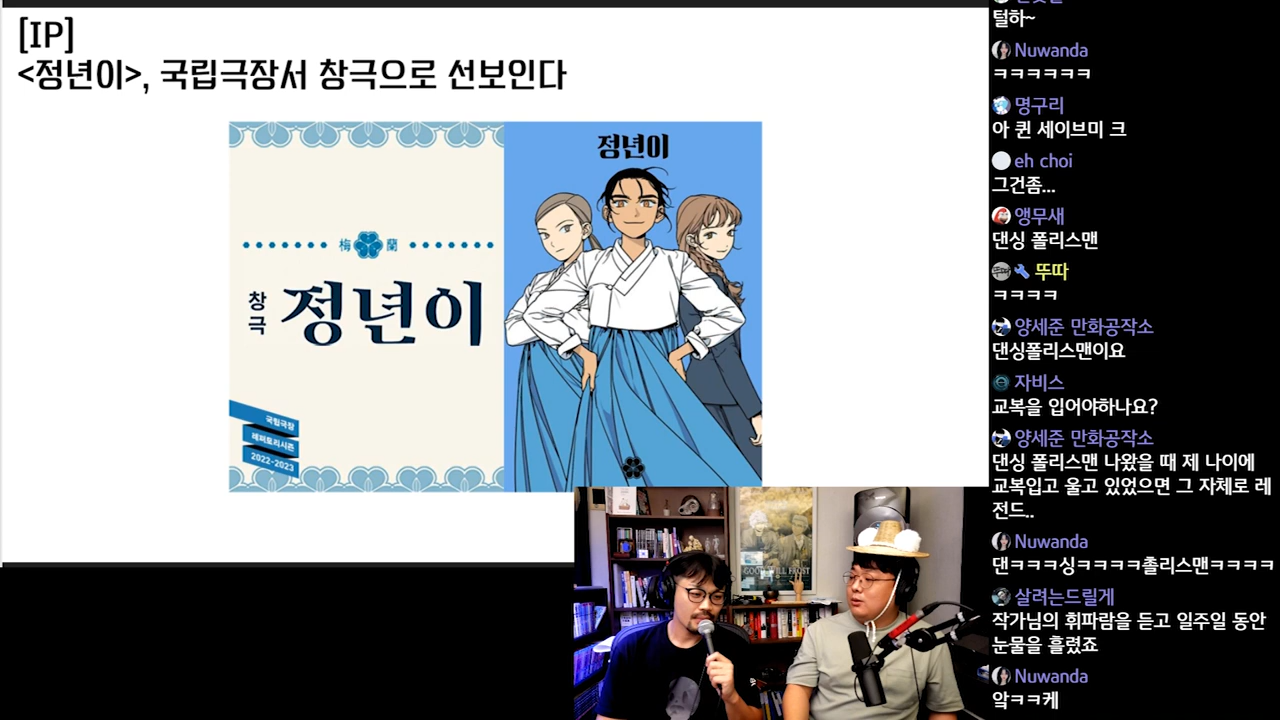 [IP]
<정년이>, 국립극장서 창극으로 선보인다
梅 蘭
창극
정년이
국립극장
레퍼토리시즌
2022-2023
정년이
GOOD WILL FROST
털하~
Nuwanda
ㅋㅋㅋㅋㅋㅋ
명구리
아 퀸 세이브미 크
eh choi
그건좀...
앵무새
댄싱 폴리스맨
뚜따
ㅋㅋㅋㅋ
양세준 만화공작소
댄싱폴리스맨이요
자비스
교복을 입어야하나요?
양세준 만화공작소
댄싱 폴리스맨 나왔을 때 제 나이에
교복입고 울고 있었으면 그 자체로 레
전드..
Nuwanda
댄ㅋㅋㅋ싱ㅋㅋㅋㅋ촐리스맨ㅋㅋㅋㅋ
살려는드릴게
작가님의 휘파람을 듣고 일주일 동안
눈물을 흘렸죠
Nuwanda
앜ㅋㅋ케